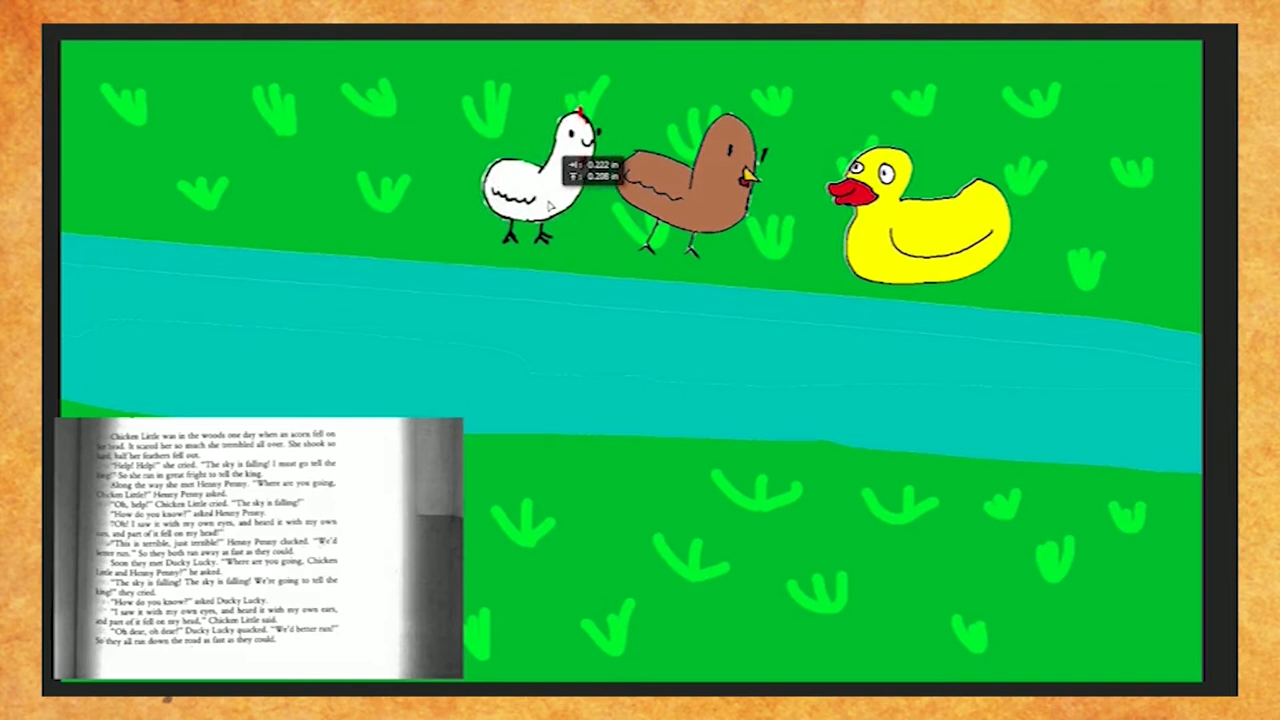 →I: 0.222 in
: 0.208 in
Chicken Little was in the woods one day when an acorn fell on
her head. It scared her so much she trembled all over. She shook so
hard, half her feathers fell out.
"Help! Help!" she cried. "The sky is falling! I must go tell the
king!" So she ran in great fright to tell the king.
Along the way she met Henny Penny. "Where are you going,
Chicken Little?" Henny Penny asked.
"Oh, help!" Chicken Little cried. "The sky is falling!"
"How do you know?" asked Henny Penny.
"Oh! I saw it with my own eyes, and heard it with my own
ears, and part of it fell on my head!"
"This is terrible, just terrible!" Henny Penny clucked. "We'd
better run." So they both ran away as fast as they could.
Soon they met Ducky Lucky. "Where are you going, Chicken
Little and Henny Penny?" he asked.
"The sky is falling! The sky is falling! We're going to tell the
king!" they cried.
"How do you know?" asked Ducky Lucky.
"I saw it with my own eyes, and heard it with my own ears,
and part of it fell on my head," Chicken Little said.
"Oh dear, oh dear!" Ducky Lucky quacked. "We'd better run!"
So they all ran down the road as fast as they could.